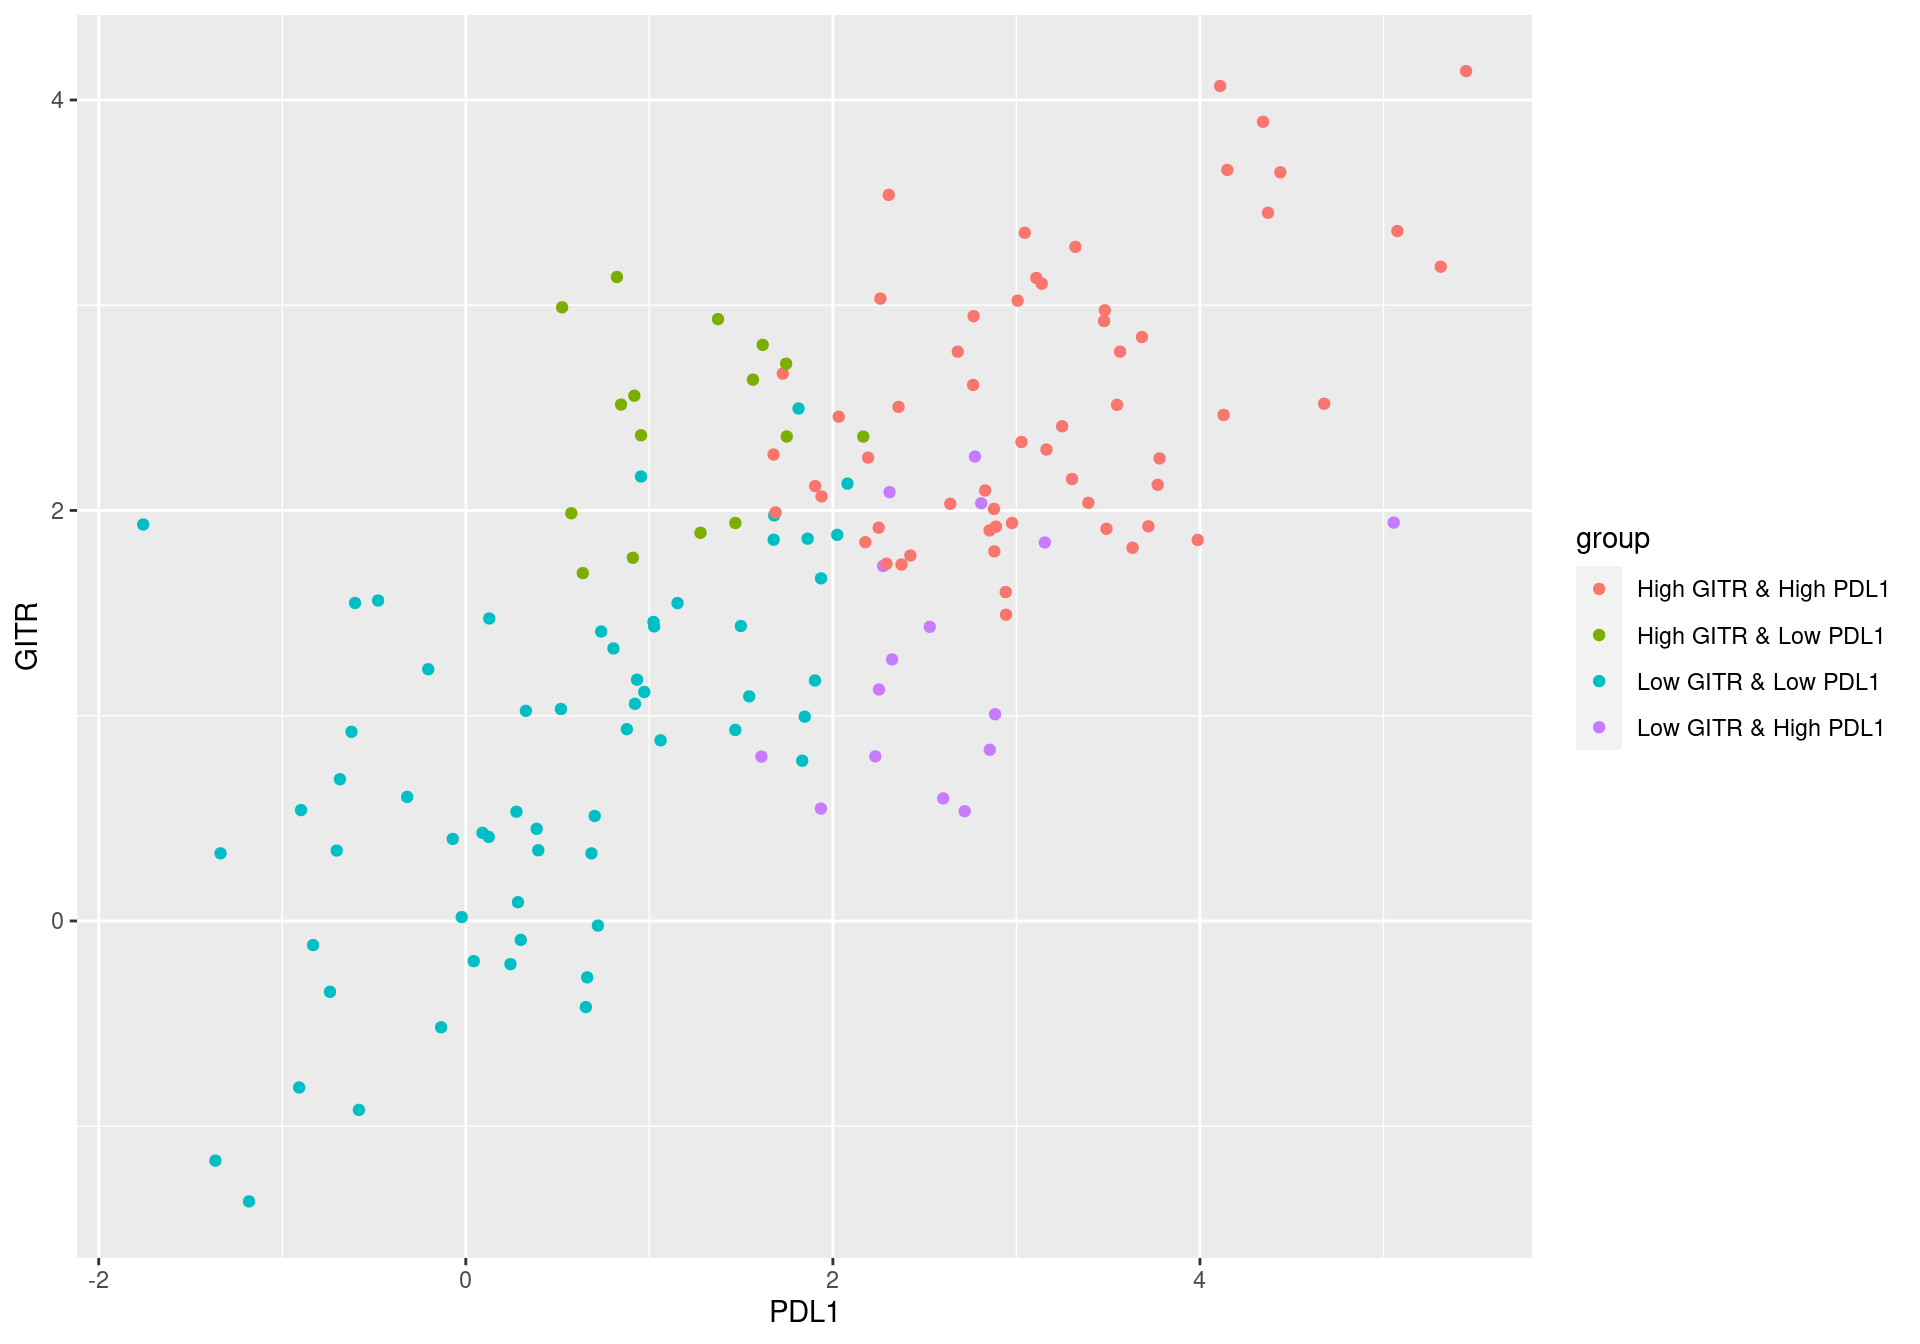 4
2
0
GITR
-2
0
2
4
PDL1
group
High GITR & High PDL1
High GITR & Low PDL1
Low GITR & Low PDL1
Low GITR & High PDL1